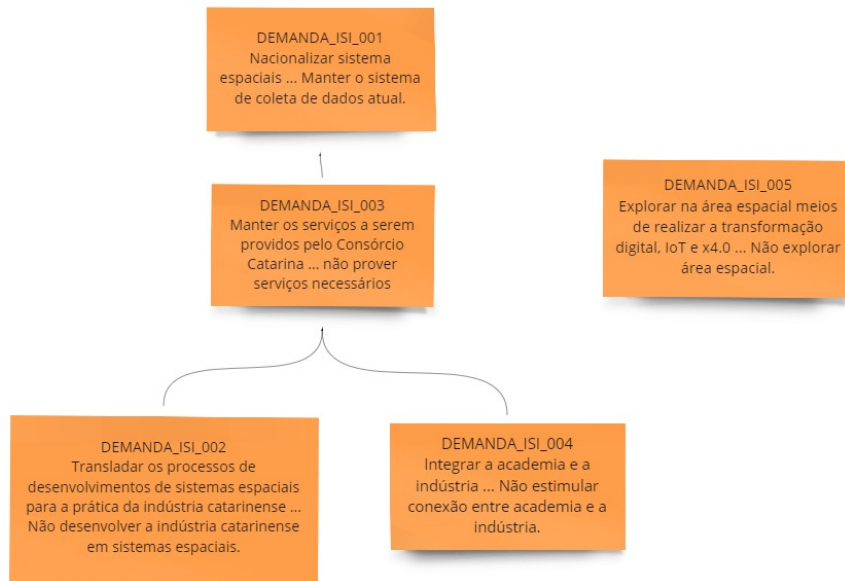 DEMANDA_ISI_001
Nacionalizar sistema
espaciais ... Manter o sistema
de coleta de dados atual.
DEMANDA_ISI_003
Manter os serviços a serem
providos pelo Consórcio
Catarina ... não prover
serviços necessários
DEMANDA_ISI_005
Explorar na área espacial meios
de realizar a transformação
digital, IoT e x4.0 ... Não explorar
área espacial.
DEMANDA_ISI_002
Transladar os processos de
desenvolvimentos de sistemas espaciais
para a prática da indústria catarinense ...
Não desenvolver a indústria catarinense
em sistemas espaciais.
DEMANDA_ISI_004
Integrar a academia e a
indústria ... Não estimular
conexão entre academia e a
indústria.